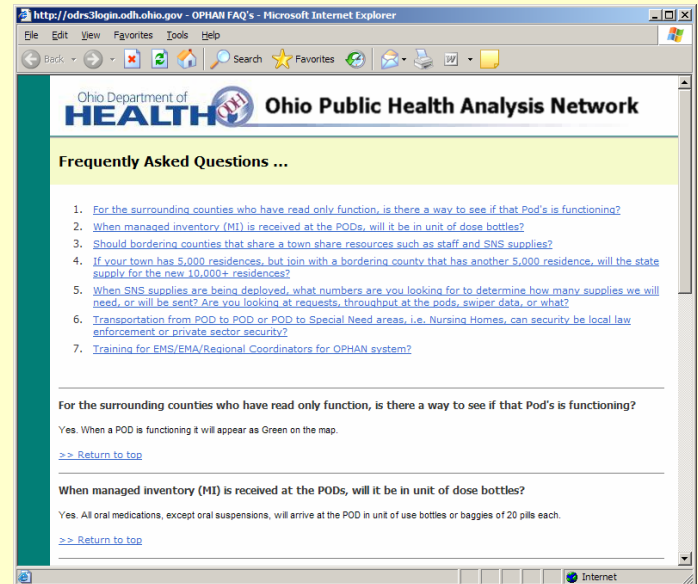 http://odrs3login.odh.ohio.gov - OPHAN FAQ's - Microsoft Internet Explorer
File Edit View Favorites Tools Help
Back Search Favorites
Ohio Department of
HEALTH ODH Ohio Public Health Analysis Network
Frequently Asked Questions ...
1. For the surrounding counties who have read only function, is there a way to see if that Pod's is functioning?
2. When managed inventory (MI) is received at the PODs, will it be in unit of dose bottles?
3. Should bordering counties that share a town share resources such as staff and SNS supplies?
4. If your town has 5,000 residences, but join with a bordering county that has another 5,000 residence, will the state
supply for the new 10,000+ residences?
5. When SNS supplies are being deployed, what numbers are you looking for to determine how many supplies we will
need, or will be sent? Are you looking at requests, throughput at the pods, swiper data, or what?
6. Transportation from POD to POD or POD to Special Need areas, i.e. Nursing Homes, can security be local law
enforcement or private sector security?
7. Training for EMS/EMA/Regional Coordinators for OPHAN system?
For the surrounding counties who have read only function, is there a way to see if that Pod's is functioning?
Yes. When a POD is functioning it will appear as Green on the map.
>> Return to top
When managed inventory (MI) is received at the PODs, will it be in unit of dose bottles?
Yes. All oral medications, except oral suspensions, will arrive at the POD in unit of use bottles or baggies of 20 pills each.
>> Return to top
Internet